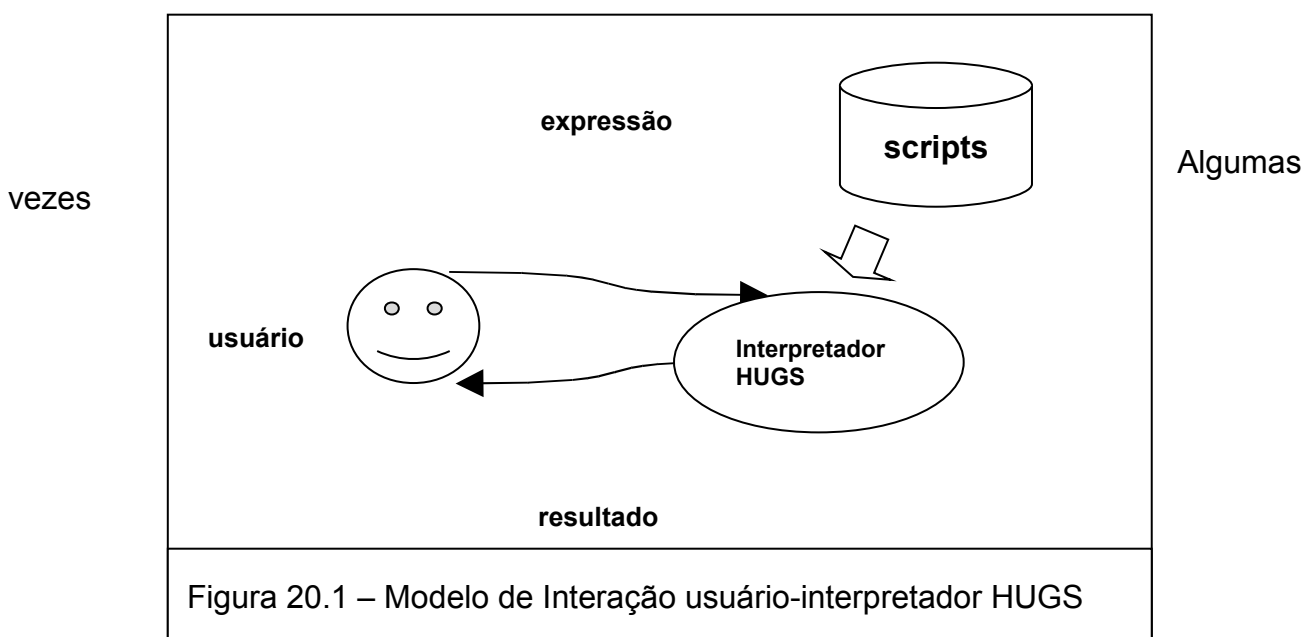 expressão
scripts
Algumas
vezes
usuário
Interpretador
HUGS
resultado
Figura 20.1 – Modelo de Interação usuário-interpretador HUGS